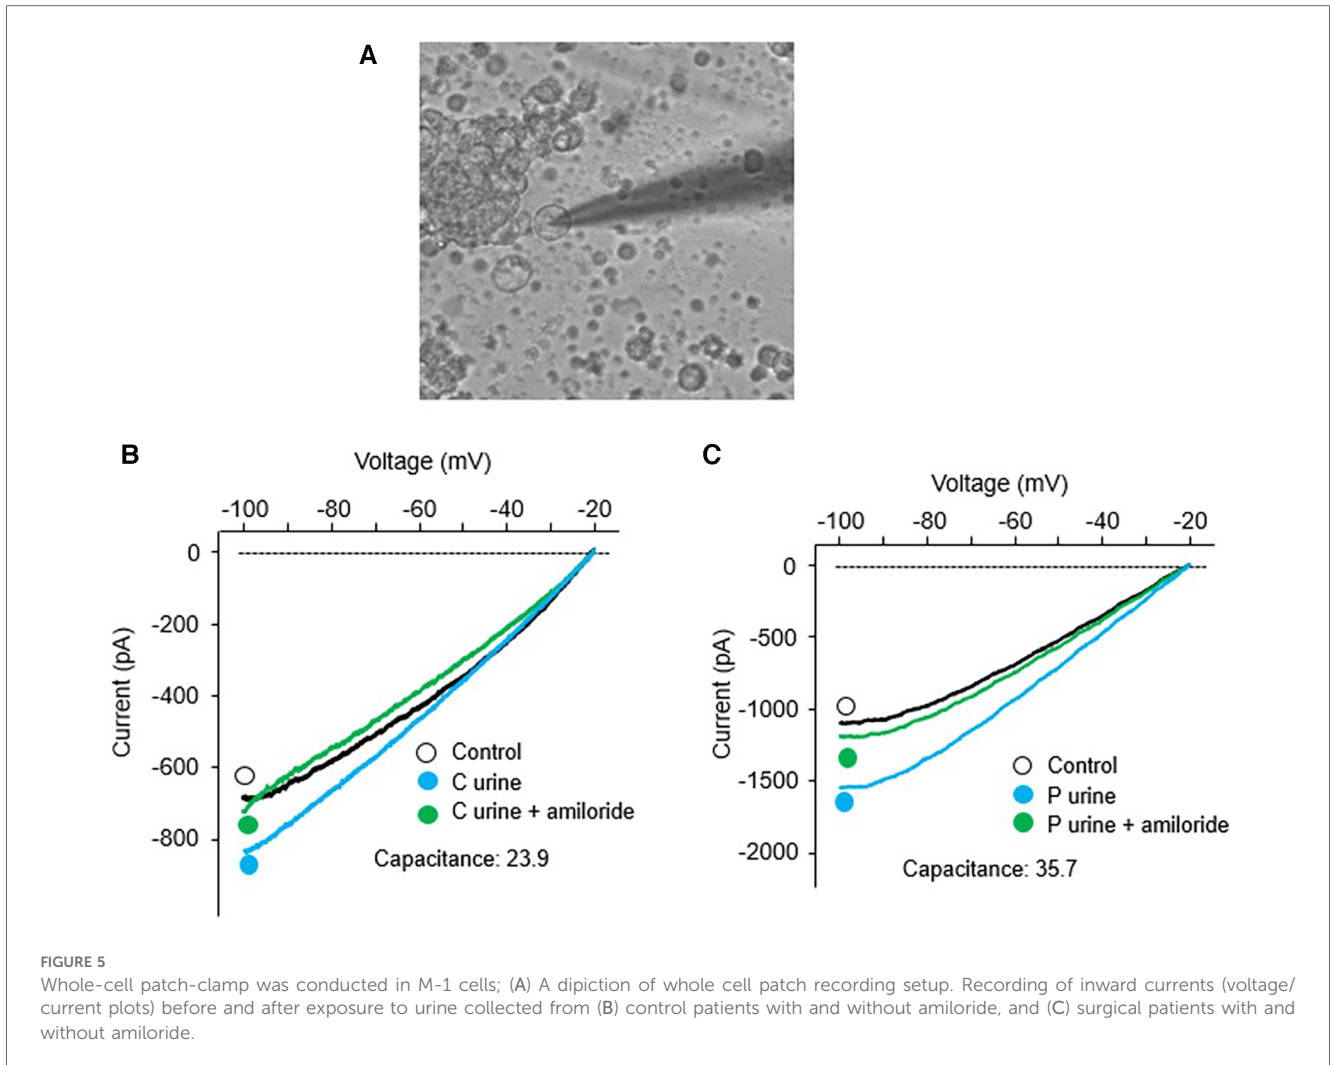 A
B
Voltage (mV)
-100 -80 -60 -40 -20
0
-200
-400
-600
-800
Current (pA)
Control
C urine
C urine + amiloride
Capacitance: 23.9
C
Voltage (mV)
-100 -80 -60 -40 -20
0
-500
-1000
-1500
-2000
Current (pA)
Control
P urine
P urine + amiloride
Capacitance: 35.7
FIGURE 5
Whole-cell patch-clamp was conducted in M-1 cells; (A) A dipiction of whole cell patch recording setup. Recording of inward currents (voltage/
current plots) before and after exposure to urine collected from (B) control patients with and without amiloride, and (C) surgical patients with and
without amiloride.